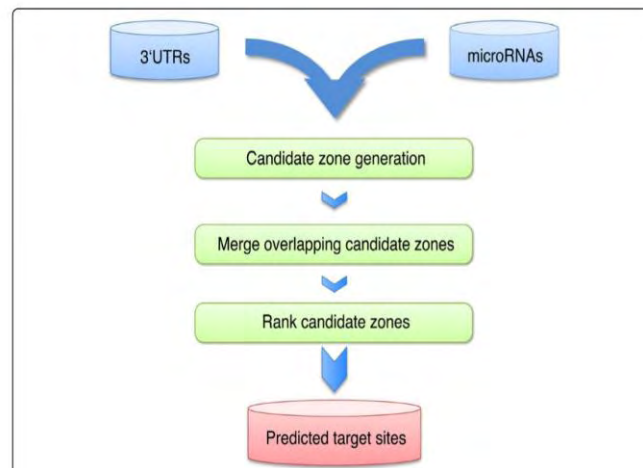 3'UTRs
microRNAs
Candidate zone generation
Merge overlapping candidate zones
Rank candidate zones
Predicted target sites